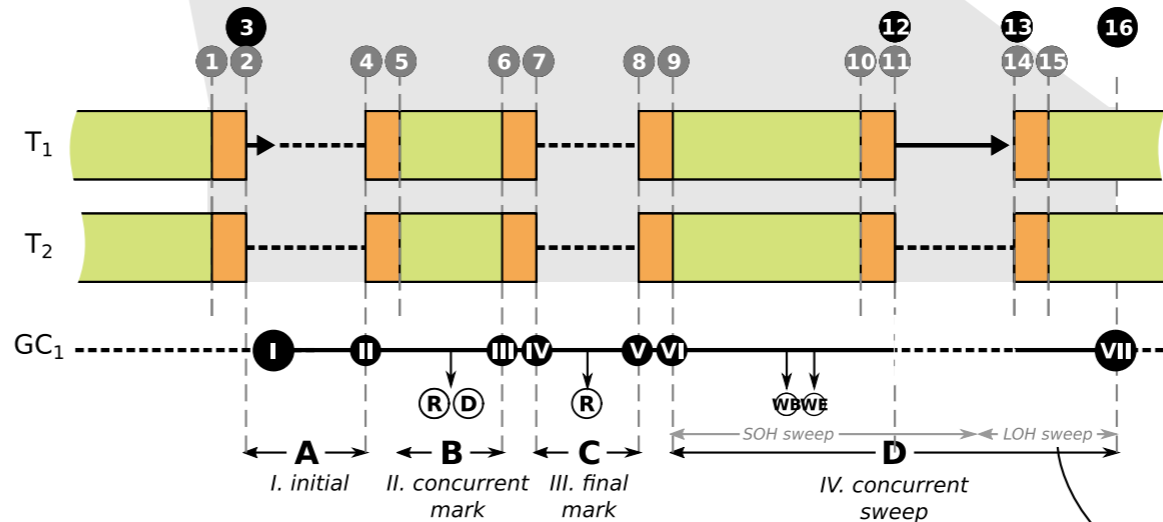 3 12 13 16
1 2 4 5 6 7 8 9 10 11 14 15
T1
T2
GC1 I II III IV V VI VII
R D R WB WE
SOH sweep LOH sweep
A B C D
I. initial II. concurrent III. final IV. concurrent
mark mark sweep